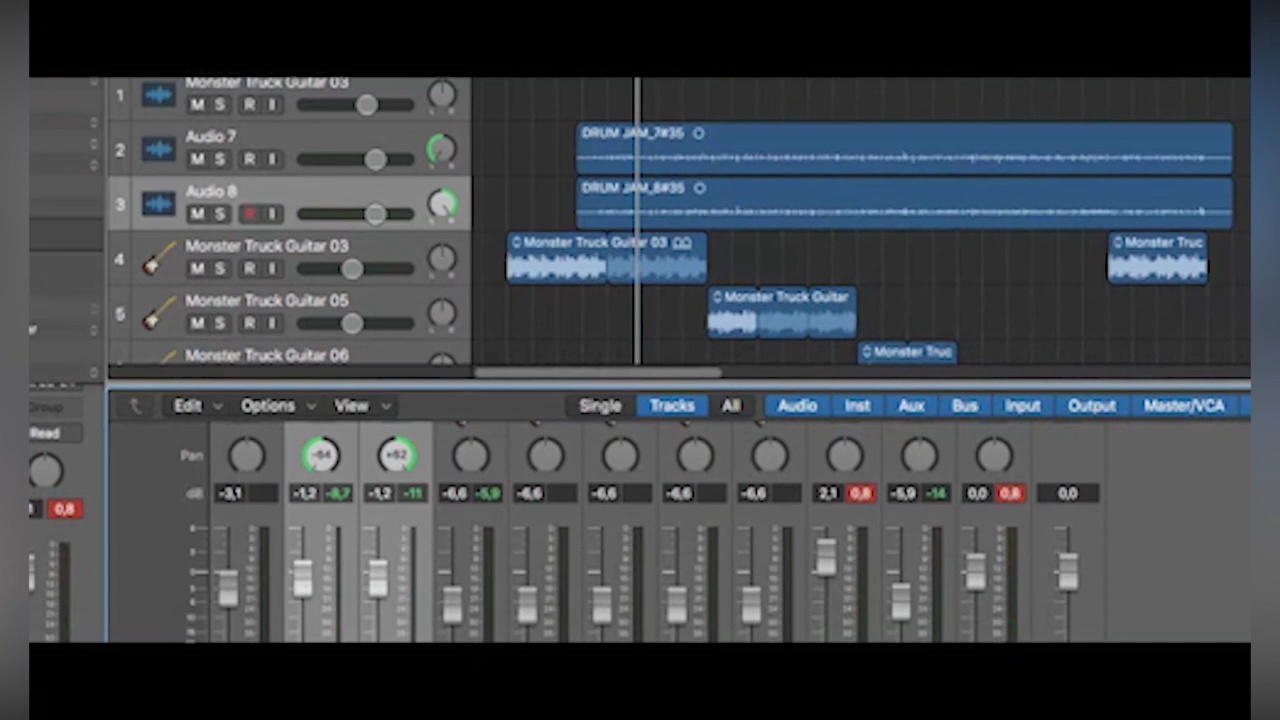 Monster Truck Guitar 03
1
M S R I
Audio 7
DRUM JAM_7#35
2
M S R I
Audio 8
DRUM JAM_8#35
3
M S R I
Monster Truck Guitar 03
Monster Truck Guitar 03
Monster Truc
4
M S R I
Monster Truck Guitar 05
Monster Truck Guitar
5
M S R I
Monster Truck Guitar 06
Monster Truc
Edit Options View Single Tracks All Audio Inst Aux Bus Input Output Master/VCA
Group
Read
Pan -54 +52
dB -3,1 -1,2 -8,7 -1,2 -11 -6,6 -5,9 -6,6 -6,6 -6,6 -6,6 2,1 0,8 -5,9 -14 0,0 0,8 0,0
0,8